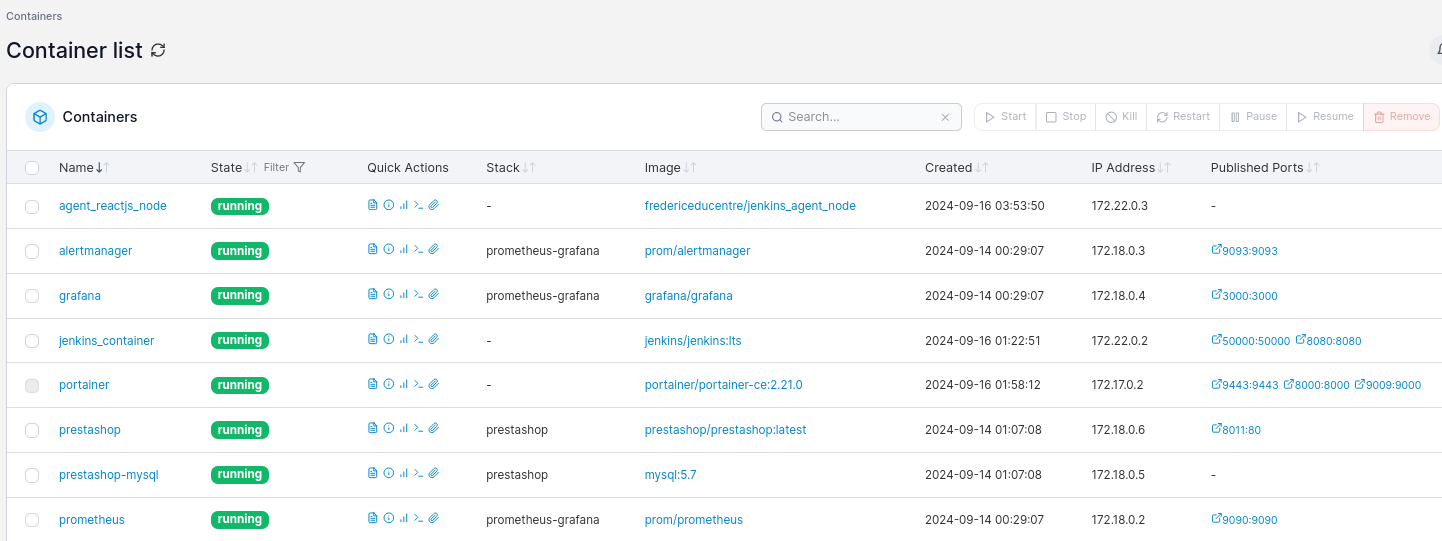 Containers
Container list
Containers Search... Start Stop Kill Restart Pause Resume Remove
Name State Filter Quick Actions Stack Image Created IP Address Published Ports
agent_reactjs_node running - fredericeducentre/jenkins_agent_node 2024-09-16 03:53:50 172.22.0.3 -
alertmanager running prometheus-grafana prom/alertmanager 2024-09-14 00:29:07 172.18.0.3 9093:9093
grafana running prometheus-grafana grafana/grafana 2024-09-14 00:29:07 172.18.0.4 3000:3000
jenkins_container running - jenkins/jenkins:lts 2024-09-16 01:22:51 172.22.0.2 50000:50000 8080:8080
portainer running - portainer/portainer-ce:2.21.0 2024-09-16 01:58:12 172.17.0.2 9443:9443 8000:8000 9009:9000
prestashop running prestashop prestashop/prestashop:latest 2024-09-14 01:07:08 172.18.0.6 8011:80
prestashop-mysql running prestashop mysql:5.7 2024-09-14 01:07:08 172.18.0.5 -
prometheus running prometheus-grafana prom/prometheus 2024-09-14 00:29:07 172.18.0.2 9090:9090